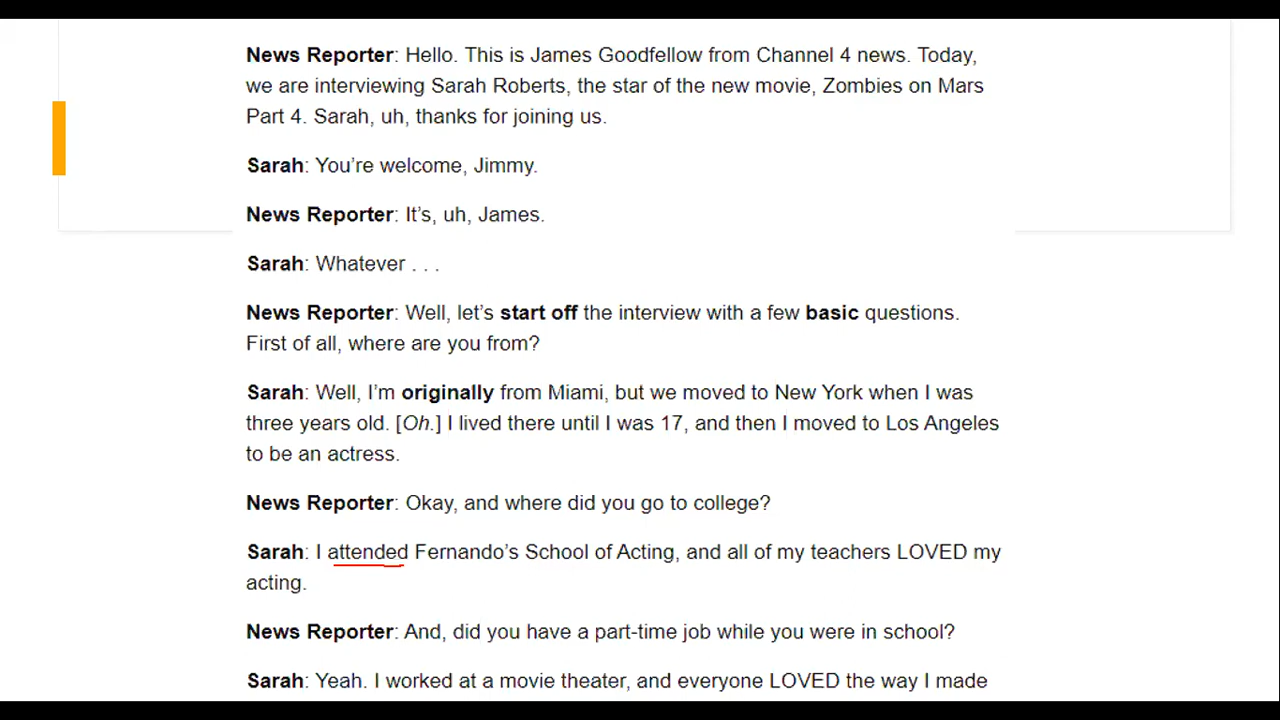 News Reporter: Hello. This is James Goodfellow from Channel 4 news. Today,
we are interviewing Sarah Roberts, the star of the new movie, Zombies on Mars
Part 4. Sarah, uh, thanks for joining us.
Sarah: You’re welcome, Jimmy.
News Reporter: It’s, uh, James.
Sarah: Whatever . . .
News Reporter: Well, let’s start off the interview with a few basic questions.
First of all, where are you from?
Sarah: Well, I’m originally from Miami, but we moved to New York when I was
three years old. [Oh.] I lived there until I was 17, and then I moved to Los Angeles
to be an actress.
News Reporter: Okay, and where did you go to college?
Sarah: I attended Fernando’s School of Acting, and all of my teachers LOVED my
acting.
News Reporter: And, did you have a part-time job while you were in school?
Sarah: Yeah. I worked at a movie theater, and everyone LOVED the way I made